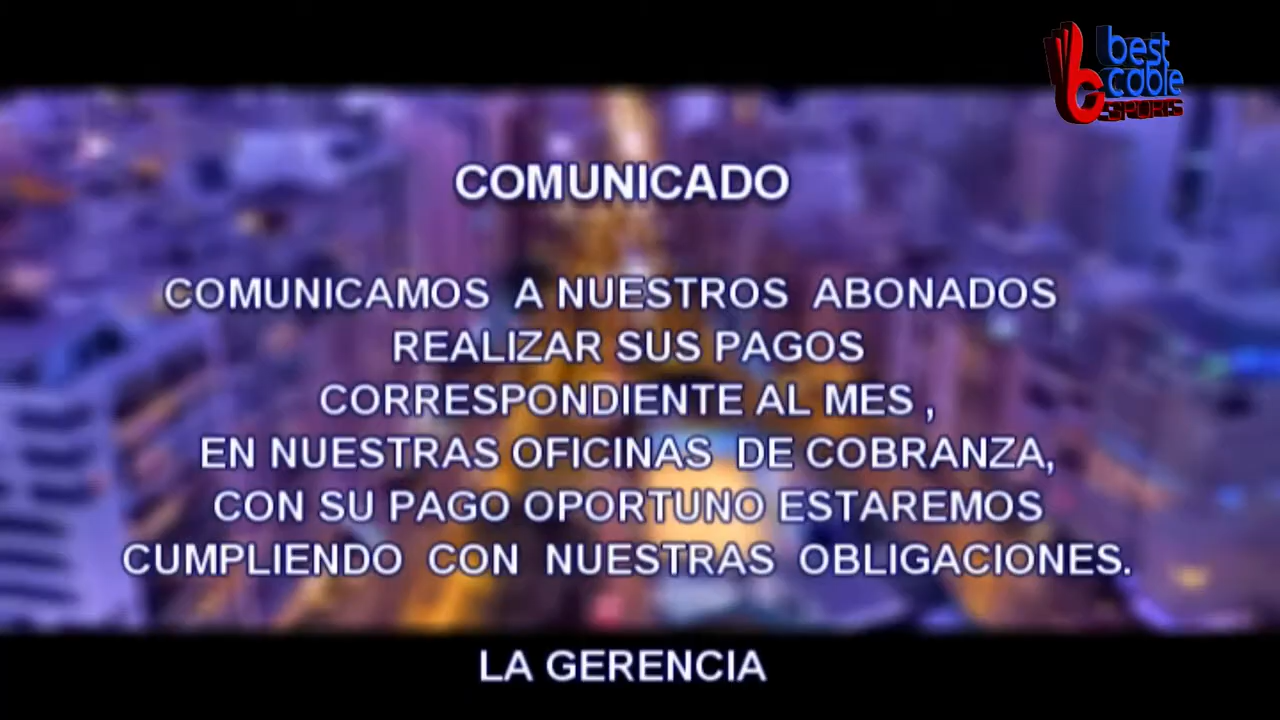 best
cable
SPORTS
COMUNICADO
COMUNICAMOS A NUESTROS ABONADOS
REALIZAR SUS PAGOS
CORRESPONDIENTE AL MES ,
EN NUESTRAS OFICINAS DE COBRANZA,
CON SU PAGO OPORTUNO ESTAREMOS
CUMPLIENDO CON NUESTRAS OBLIGACIONES.
LA GERENCIA